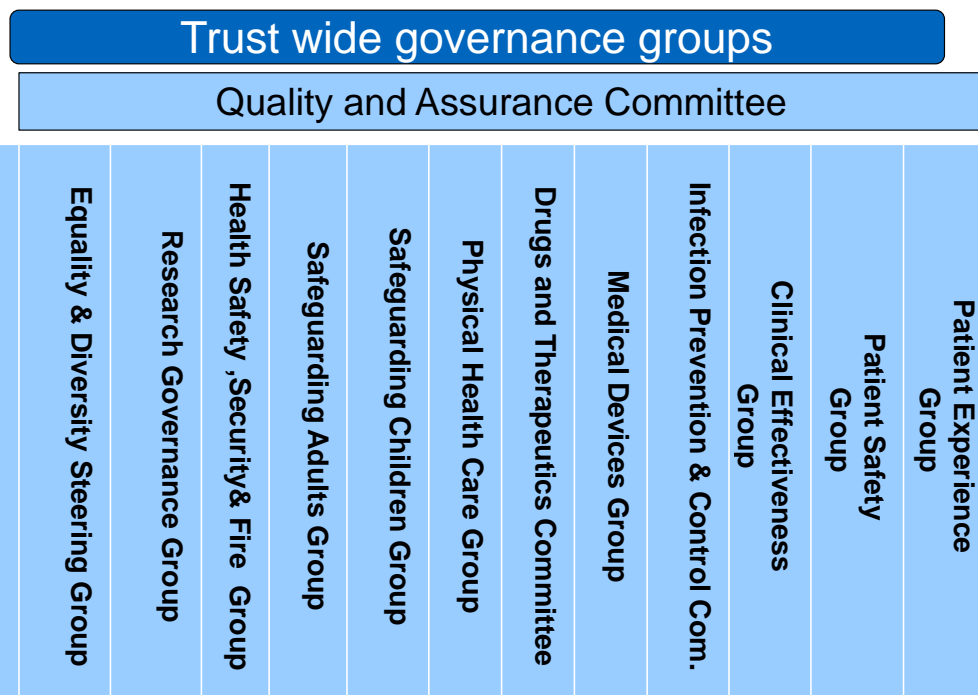 Trust wide governance groups
Quality and Assurance Committee
Equality & Diversity Steering Group
Research Governance Group
Health Safety ,Security& Fire  Group
Safeguarding Adults Group
Safeguarding Children Group
Physical Health Care Group
Drugs and Therapeutics Committee
Medical Devices Group
Infection Prevention & Control Com.
Clinical Effectiveness
Group
Patient Safety
Group
Patient Experience
Group